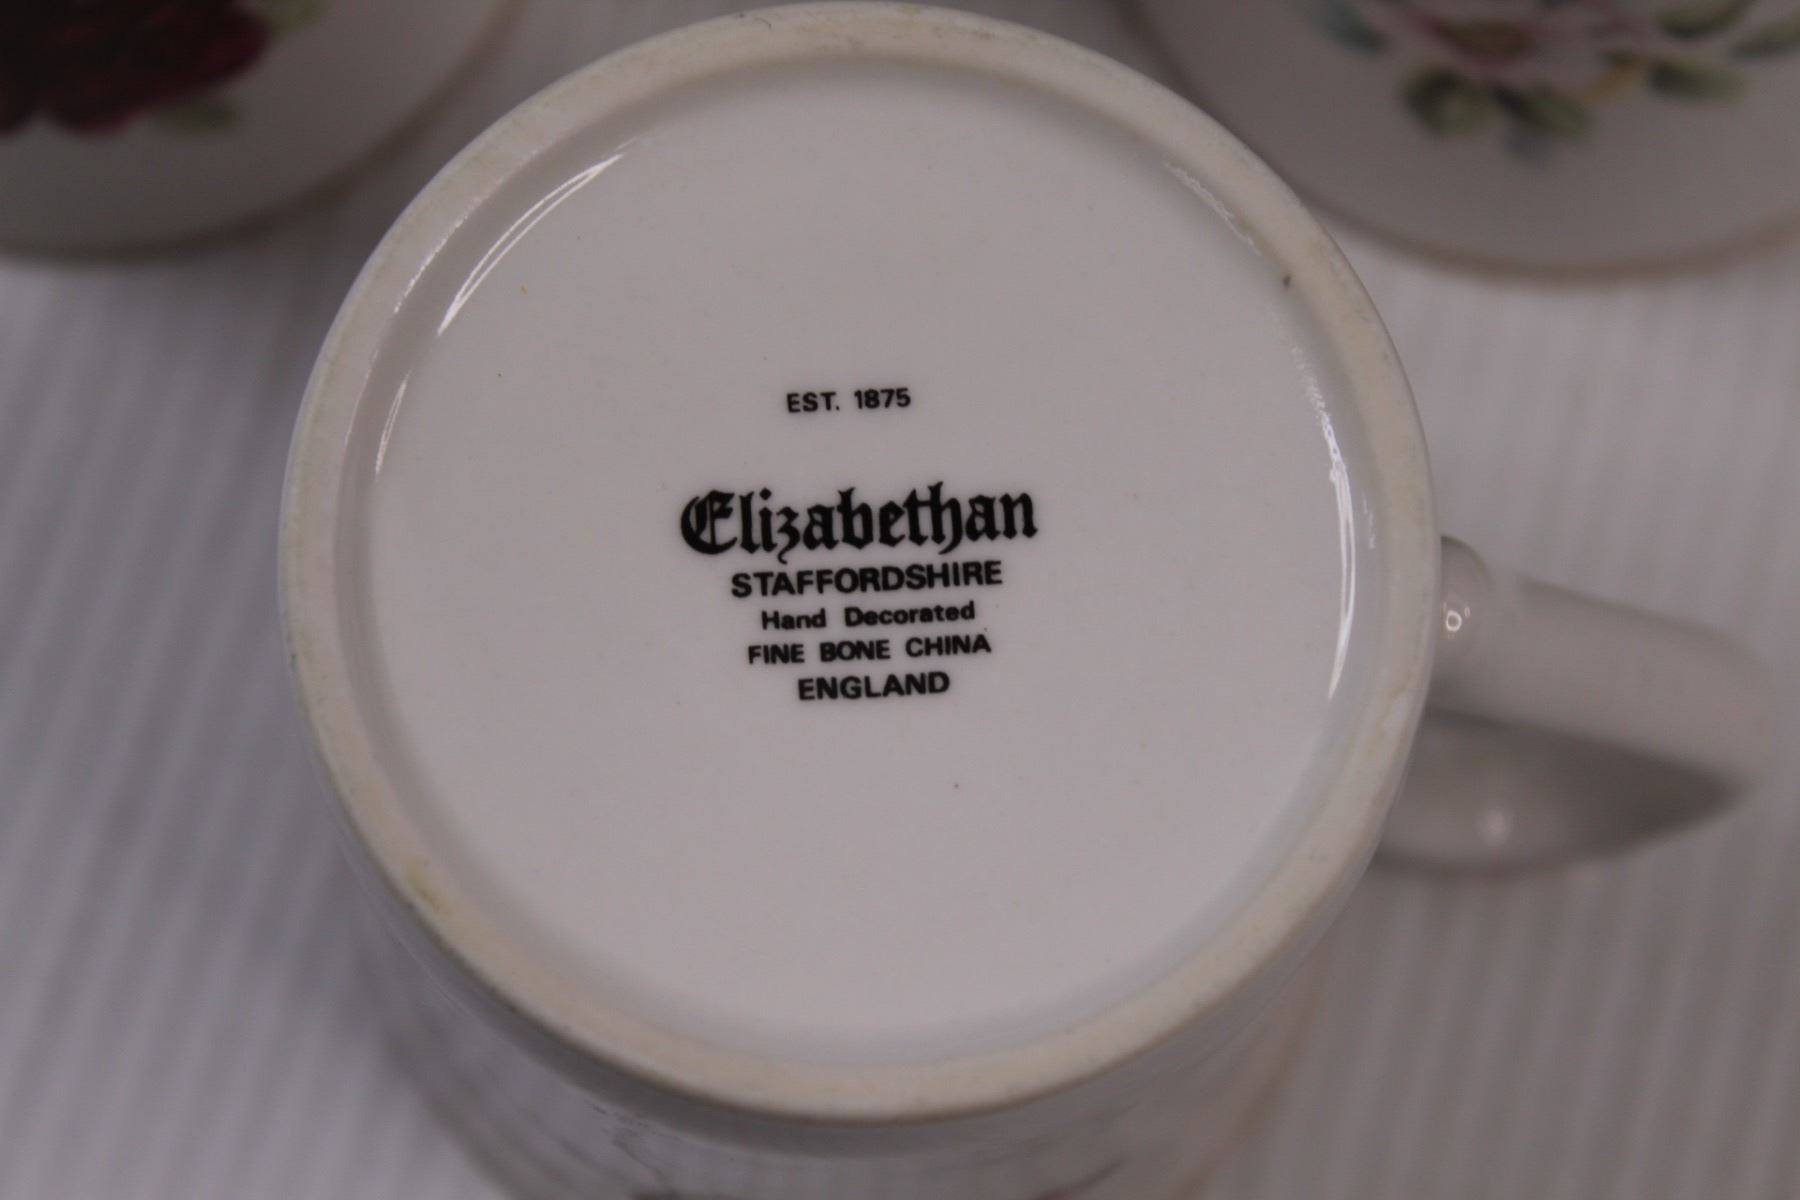 EST. 1875
Elizabethan
STAFFORDSHIRE
Hand Decorated
FINE BONE CHINA
ENGLAND